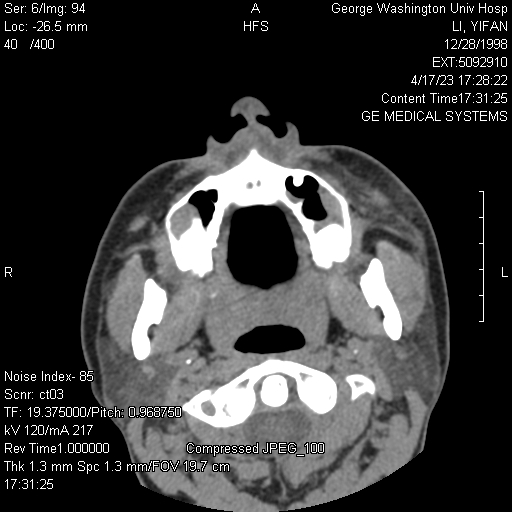 Ser: 6/Img: 94
Loc: -26.5 mm
40 /400
A
HFS
George Washington Univ Hosp
LI, YIFAN
12/28/1998
EXT:5092910
4/17/23 17:28:22
Content Time17:31:25
GE MEDICAL SYSTEMS
R
L
Noise Index- 85
Scnr: ct03
TF: 19.375000/Pitch: 0.968750
kV 120/mA 217
Rev Time1.000000
Compressed JPEG_100
Thk 1.3 mm Spc 1.3 mm/FOV 19.7 cm
17:31:25